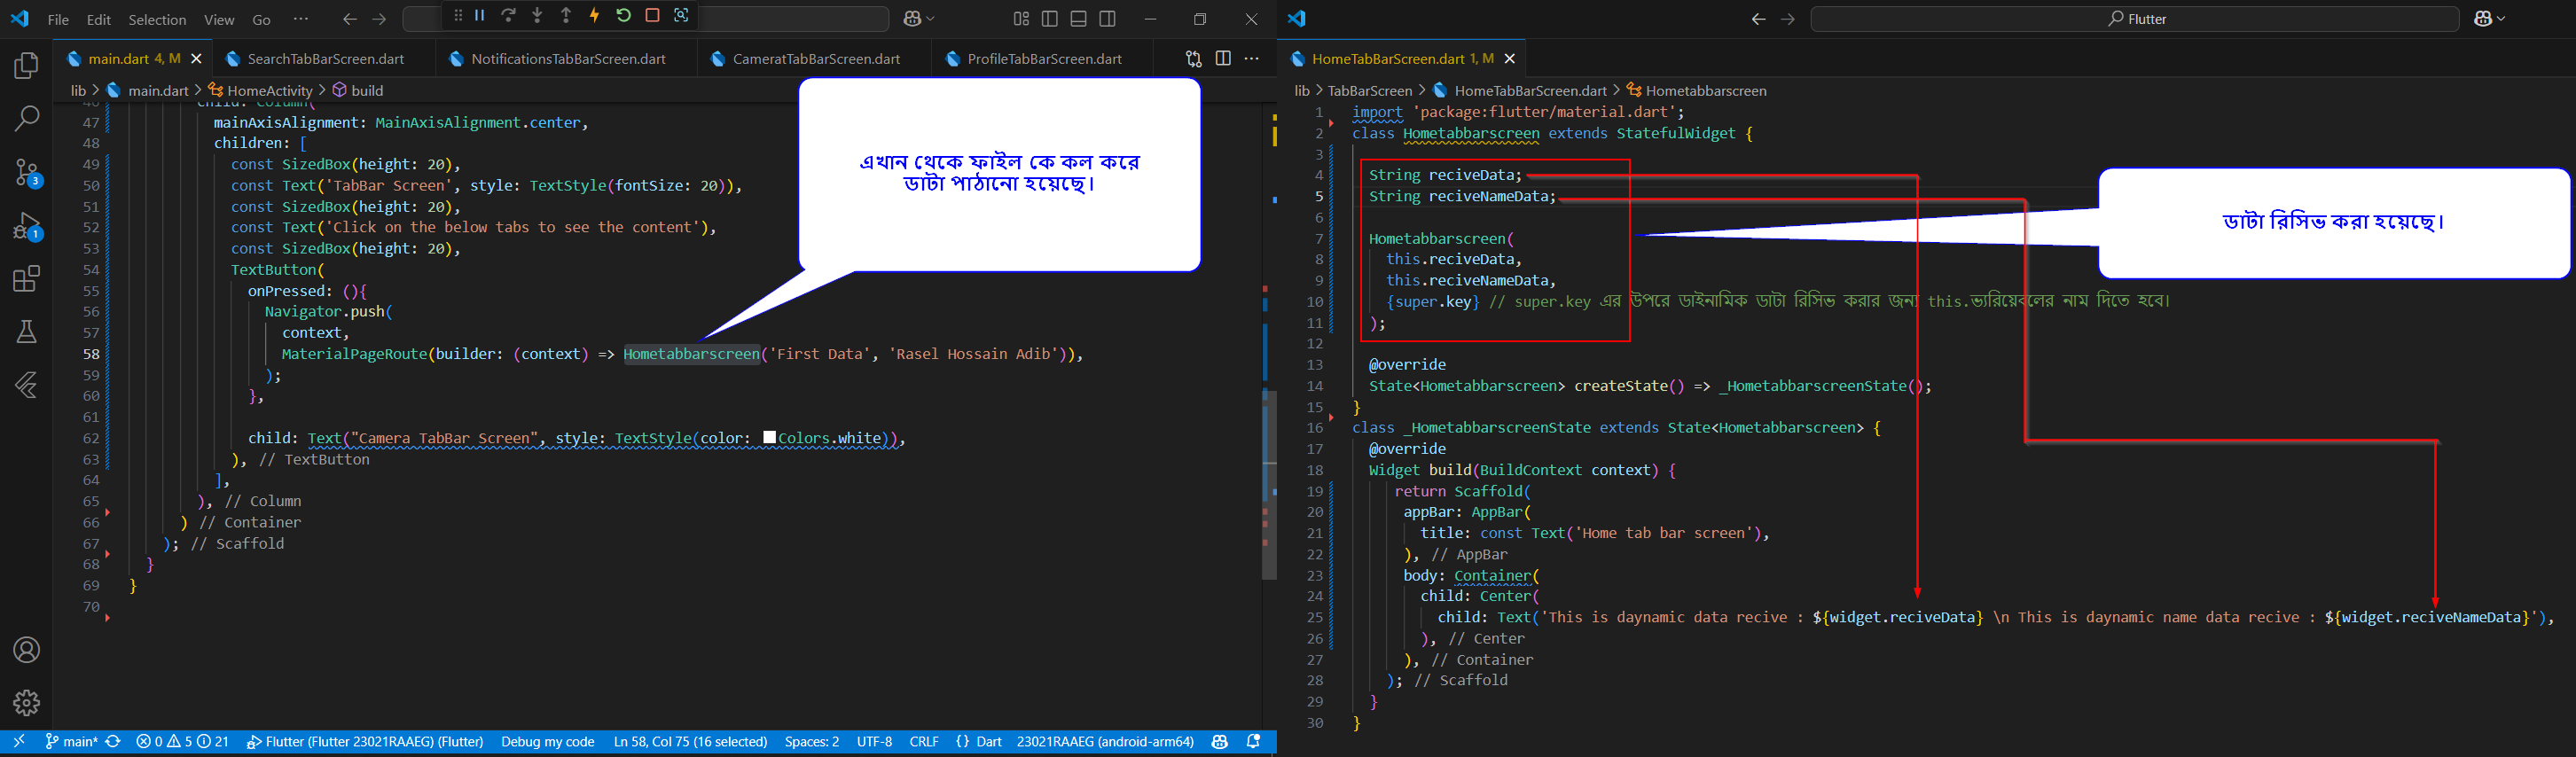 File Edit Selection View Go ···
main.dart 4, M
SearchTabBarScreen.dart
NotificationsTabBarScreen.dart
CameratTabBarScreen.dart
ProfileTabBarScreen.dart
lib > main.dart > HomeActivity > build
46 child: Column(
47 mainAxisAlignment: MainAxisAlignment.center,
48 children: [
49 const SizedBox(height: 20),
50 const Text('TabBar Screen', style: TextStyle(fontSize: 20)),
51 const SizedBox(height: 20),
52 const Text('Click on the below tabs to see the content'),
53 const SizedBox(height: 20),
54 TextButton(
55 onPressed: (){
56 Navigator.push(
57 context,
58 MaterialPageRoute(builder: (context) => Hometabbarscreen('First Data', 'Rasel Hossain Adib')),
59 );
60 },
61
62 child: Text("Camera TabBar Screen", style: TextStyle(color: Colors.white)),
63 ), // TextButton
64 ],
65 ), // Column
66 ) // Container
67 ); // Scaffold
68 }
69 }
70
এখান থেকে ফাইল কে কল করে
ডাটা পাঠানো হয়েছে।
3
1
main* 0 5 21 Flutter (Flutter 23021RAAEG) (Flutter) Debug my code Ln 58, Col 75 (16 selected) Spaces: 2 UTF-8 CRLF {} Dart 23021RAAEG (android-arm64)
Flutter
HomeTabBarScreen.dart 1, M
lib > TabBarScreen > HomeTabBarScreen.dart > Hometabbarscreen
1 import 'package:flutter/material.dart';
2 class Hometabbarscreen extends StatefulWidget {
3
4 String reciveData;
5 String reciveNameData;
6
7 Hometabbarscreen(
8 this.reciveData,
9 this.reciveNameData,
10 {super.key} // super.key এর উপরে ডাইনামিক ডাটা রিসিভ করার জন্য this.ভ্যরিয়েবলের নাম দিতে হবে।
11 );
12
13 @override
14 State<Hometabbarscreen> createState() => _HometabbarscreenState();
15 }
16 class _HometabbarscreenState extends State<Hometabbarscreen> {
17 @override
18 Widget build(BuildContext context) {
19 return Scaffold(
20 appBar: AppBar(
21 title: const Text('Home tab bar screen'),
22 ), // AppBar
23 body: Container(
24 child: Center(
25 child: Text('This is daynamic data recive : ${widget.reciveData} \n This is daynamic name data recive : ${widget.reciveNameData}'),
26 ), // Center
27 ), // Container
28 ); // Scaffold
29 }
30 }
ডাটা রিসিভ করা হয়েছে।